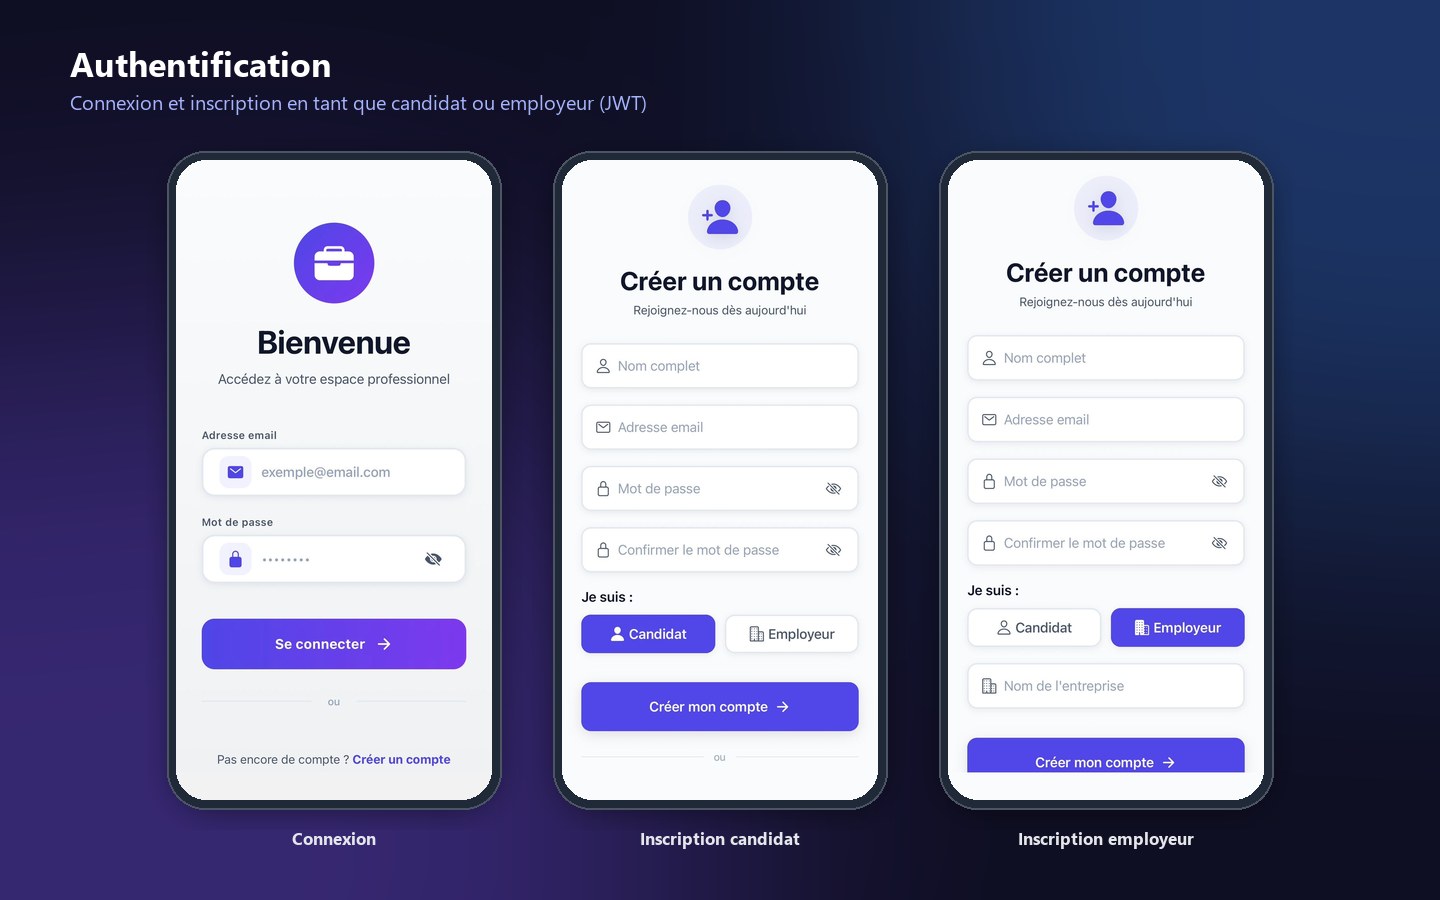 Authentification
Connexion et inscription en tant que candidat ou employeur (JWT)
Bienvenue
Accédez à votre espace professionnel
Adresse email
exemple@email.com
Mot de passe
••••••••
Se connecter →
ou
Pas encore de compte ? Créer un compte
Connexion
Créer un compte
Rejoignez-nous dès aujourd'hui
Nom complet
Adresse email
Mot de passe
Confirmer le mot de passe
Je suis :
Candidat
Employeur
Créer mon compte →
ou
Inscription candidat
Créer un compte
Rejoignez-nous dès aujourd'hui
Nom complet
Adresse email
Mot de passe
Confirmer le mot de passe
Je suis :
Candidat
Employeur
Nom de l'entreprise
Créer mon compte →
Inscription employeur